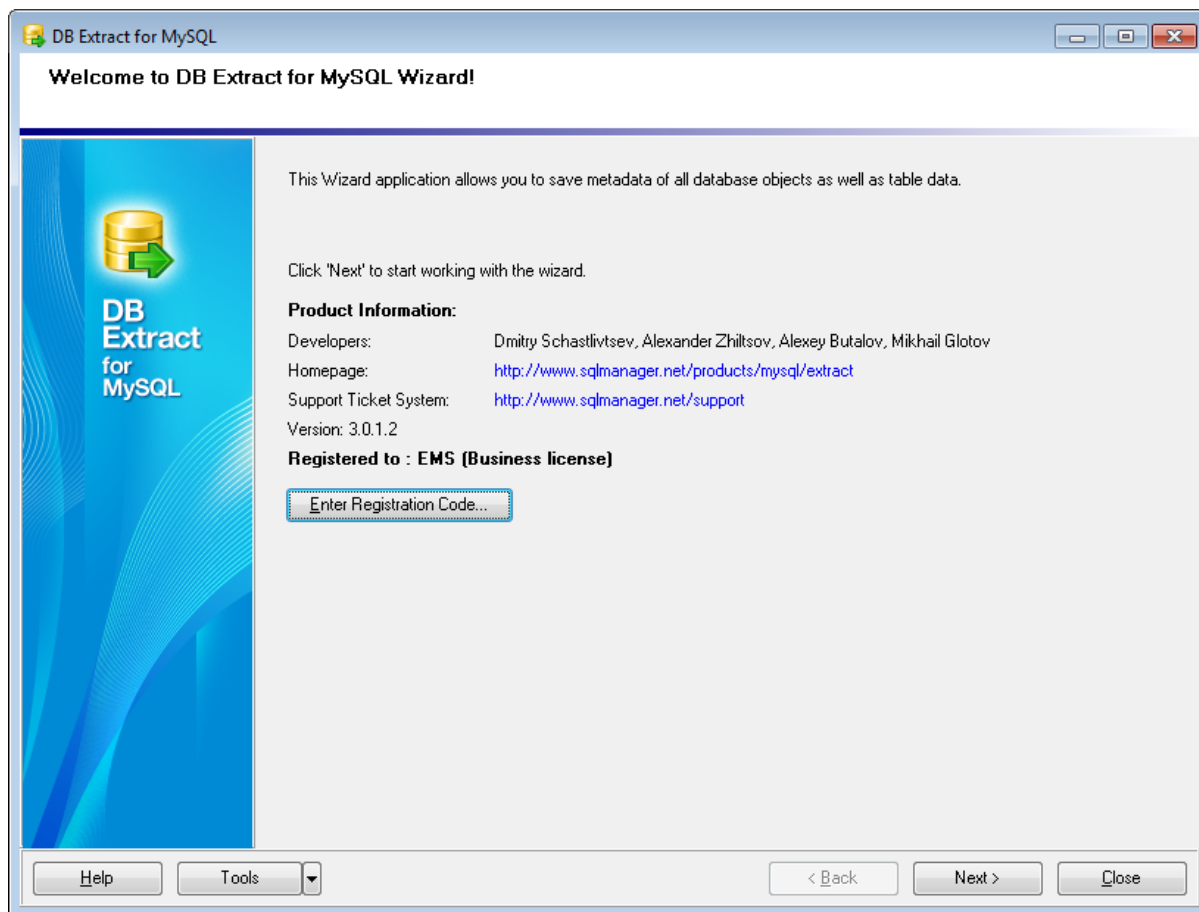 DB Extract for MySQL
Welcome to DB Extract for MySQL Wizard!
DB
Extract
for
MySQL
This Wizard application allows you to save metadata of all database objects as well as table data.
Click 'Next' to start working with the wizard.
Product Information:
Developers: Dmitry Schastlivtsev, Alexander Zhiltsov, Alexey Butalov, Mikhail Glotov
Homepage: http://www.sqlmanager.net/products/mysql/extract
Support Ticket System: http://www.sqlmanager.net/support
Version: 3.0.1.2
Registered to : EMS (Business license)
Enter Registration Code...
Help Tools < Back Next > Close